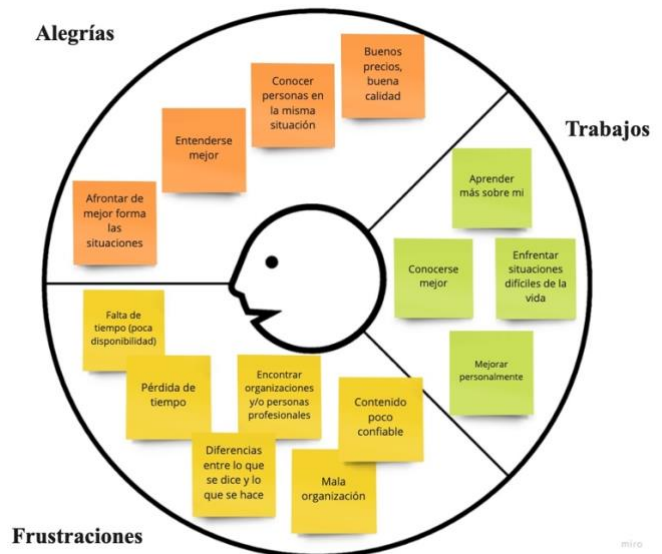 Alegrías
Buenos
precios,
buena
calidad
Conocer
personas en
la misma
situación
Entenderse
mejor
Afrontar de
mejor forma
las
situaciones
Trabajos
Aprender
más sobre mi
Conocerse
mejor
Enfrentar
situaciones
difíciles de la
vida
Mejorar
personalmente
Falta de
tiempo (poca
disponibilidad)
Pérdida de
tiempo
Encontrar
organizaciones
y/o personas
profesionales
Contenido
poco
confiable
Diferencias
entre lo que
se dice y lo
que se hace
Mala
organización
Frustraciones
miro